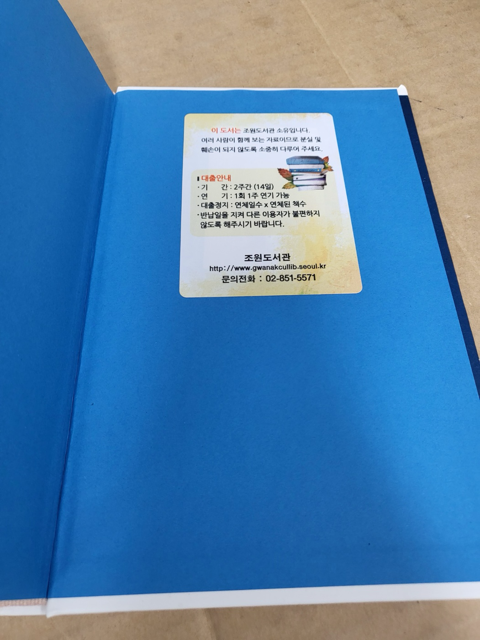 이 도서는 조원도서관 소유입니다.
여러 사람이 함께 보는 자료이므로 분실 및
훼손이 되지 않도록 소중히 다루어 주세요.
대출안내
· 기 간 : 2주간 (14일)
· 연 기 : 1회 1주 연기 가능
· 대출정지 : 연체일수 x 연체된 책수
· 반납일을 지켜 다른 이용자가 불편하지
않도록 해주시기 바랍니다.
조원도서관
http://www.gwanakcullib.seoul.kr
문의전화 : 02-851-5571